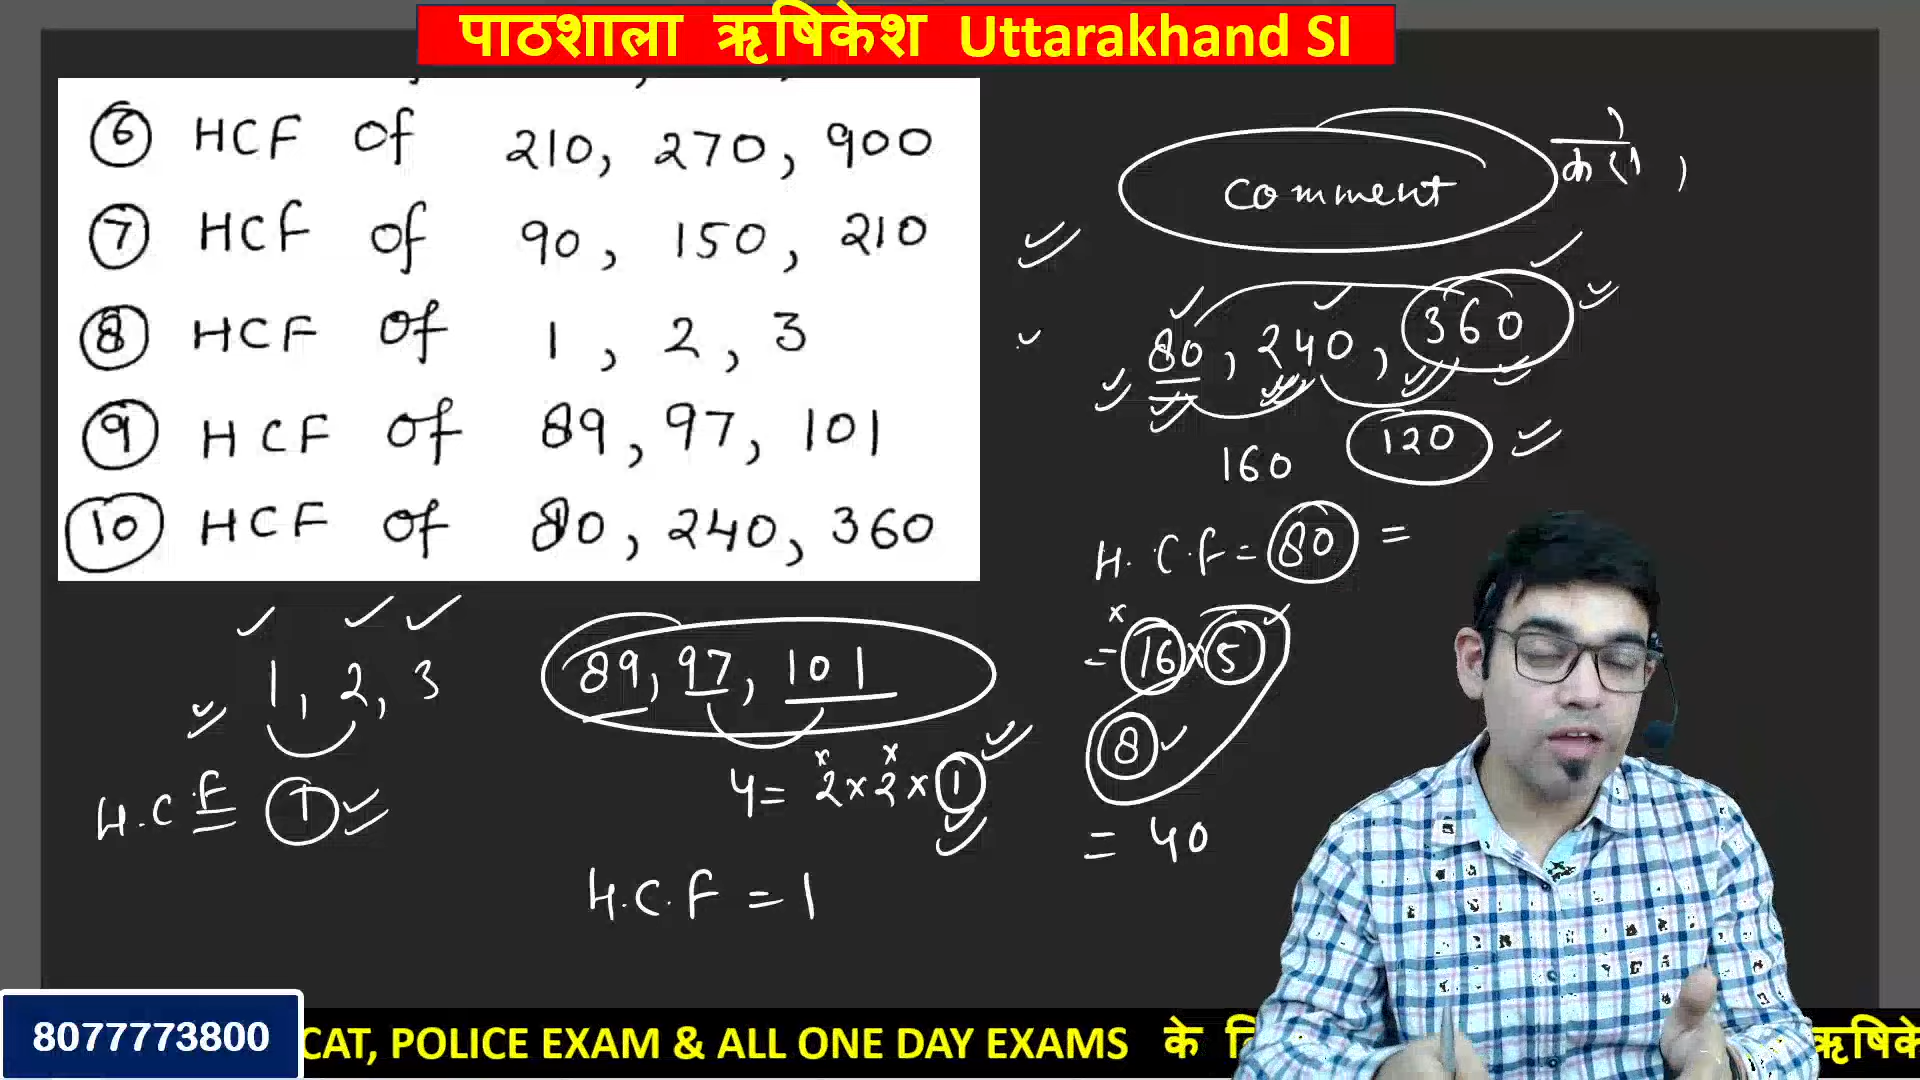 पाठशाला ऋषिकेश Uttarakhand SI
⑥ HCF of 210, 270, 900
⑦ HCF of 90, 150, 210
⑧ HCF of 1, 2, 3
⑨ HCF of 89, 97, 101
⑩ HCF of 80, 240, 360
comment
80, 240, 360
160 120
H.C.F = 80 =
= 16 x 5
8
= 40
1, 2, 3
H.C.F 1
89, 97, 101
4 = 2 x 2 x 1
H.C.F = 1
8077773800
CAT, POLICE EXAM & ALL ONE DAY EXAMS के
ऋषिके